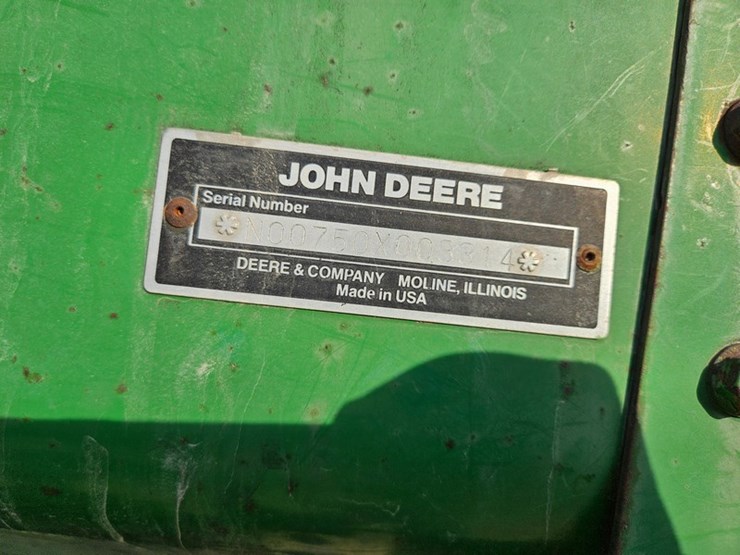 JOHN DEERE
Serial Number
DEERE & COMPANY MOLINE, ILLINOIS
Made in USA